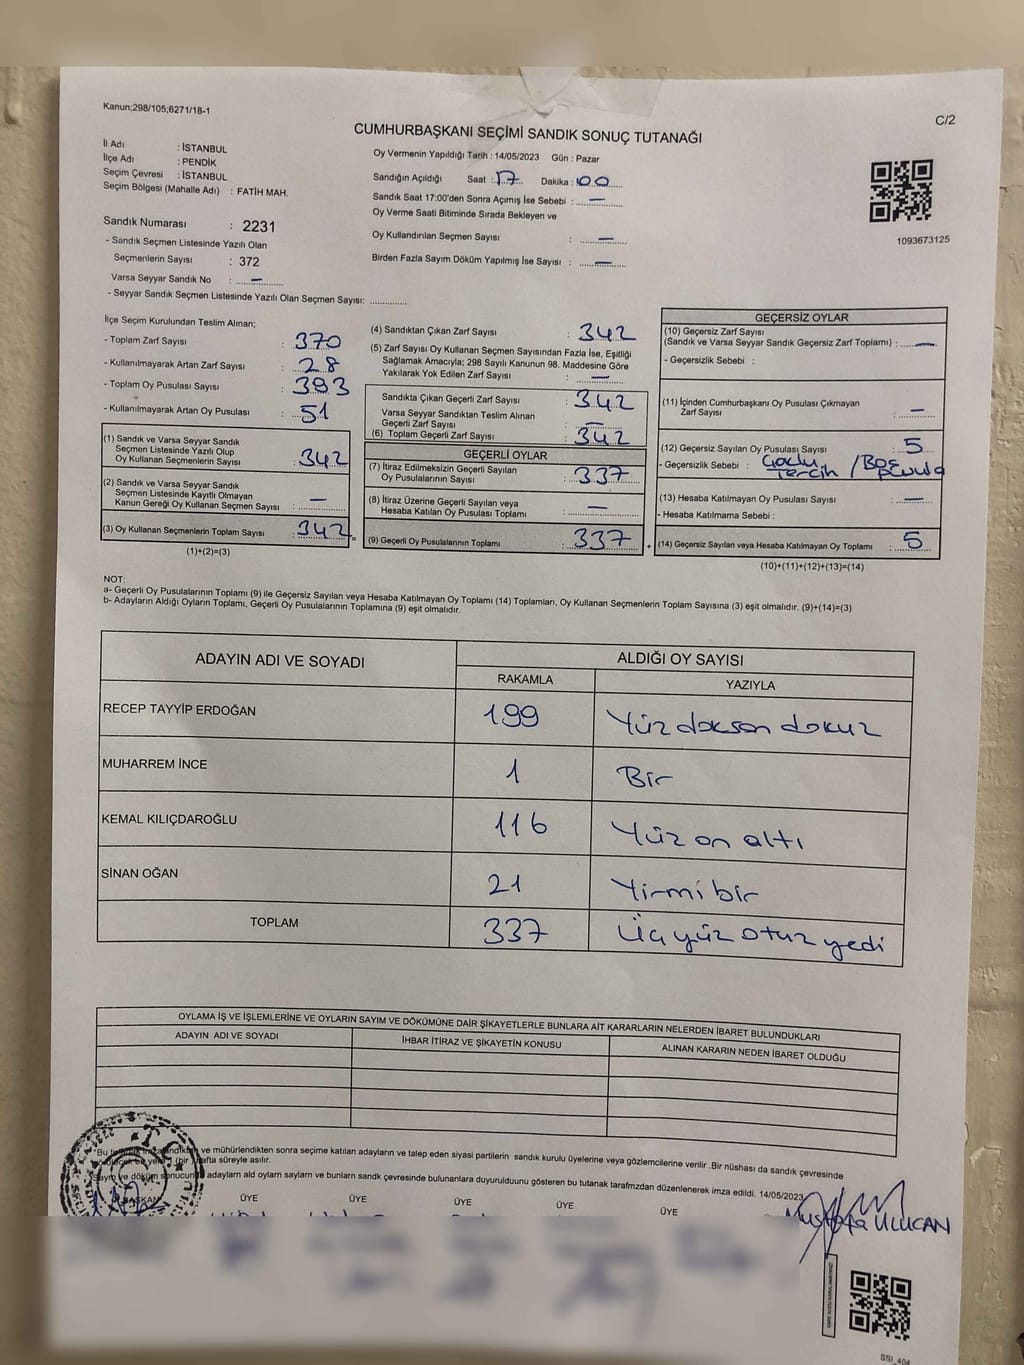 Kanun;298/105;6271/18-1
C/2
CUMHURBAŞKANI SEÇİMİ SANDIK SONUÇ TUTANAĞI
İl Adı : İSTANBUL
İlçe Adı : PENDİK
Seçim Çevresi : İSTANBUL
Seçim Bölgesi (Mahalle Adı) : FATİH MAH.
Oy Vermenin Yapıldığı Tarih : 14/05/2023 Gün : Pazar
Sandığın Açıldığı Saat : 17 Dakika : 00
Sandık Saat 17:00'den Sonra Açımış İse Sebebi : —
Oy Verme Saati Bitiminde Sırada Bekleyen ve
Oy Kullandırılan Seçmen Sayısı : —
Birden Fazla Sayım Döküm Yapılmış İse Sayısı : —
1093673125
Sandık Numarası : 2231
- Sandık Seçmen Listesinde Yazılı Olan
Seçmenlerin Sayısı : 372
Varsa Seyyar Sandık No : —
- Seyyar Sandık Seçmen Listesinde Yazılı Olan Seçmen Sayısı: ............
İlçe Seçim Kurulundan Teslim Alınan;
- Toplam Zarf Sayısı : 370
- Kullanılmayarak Artan Zarf Sayısı : 28
- Toplam Oy Pusulası Sayısı : 393
- Kullanılmayarak Artan Oy Pusulası : 51
(1) Sandık ve Varsa Seyyar Sandık
Seçmen Listesinde Yazılı Olup
Oy Kullanan Seçmenlerin Sayısı : 342
(2) Sandık ve Varsa Seyyar Sandık
Seçmen Listesinde Kayıtlı Olmayan
Kanun Gereği Oy Kullanan Seçmen Sayısı : —
(3) Oy Kullanan Seçmenlerin Toplam Sayısı : 342 =
(1)+(2)=(3)
(4) Sandıktan Çıkan Zarf Sayısı : 342
(5) Zarf Sayısı Oy Kullanan Seçmen Sayısından Fazla İse, Eşitliği
Sağlamak Amacıyla; 298 Sayılı Kanunun 98. Maddesine Göre
Yakılarak Yok Edilen Zarf Sayısı : —
Sandıkta Çıkan Geçerli Zarf Sayısı : 342
Varsa Seyyar Sandıktan Teslim Alınan
Geçerli Zarf Sayısı : —
(6) Toplam Geçerli Zarf Sayısı : 342
GEÇERLİ OYLAR
(7) İtiraz Edilmeksizin Geçerli Sayılan
Oy Pusulalarının Sayısı : 337
(8) İtiraz Üzerine Geçerli Sayılan veya
Hesaba Katılan Oy Pusulası Toplamı : —
(9) Geçerli Oy Pusulalarının Toplamı : 337 +
GEÇERSİZ OYLAR
(10) Geçersiz Zarf Sayısı
(Sandık ve Varsa Seyyar Sandık Geçersiz Zarf Toplamı) : —
- Geçersizlik Sebebi :
(11) İçinden Cumhurbaşkanı Oy Pusulası Çıkmayan
Zarf Sayısı : —
(12) Geçersiz Sayılan Oy Pusulası Sayısı : 5
- Geçersizlik Sebebi : Çoklu Tercih / Boş pusula
(13) Hesaba Katılmayan Oy Pusulası Sayısı : —
- Hesaba Katılmama Sebebi :
(14) Geçersiz Sayılan veya Hesaba Katılmayan Oy Toplamı : 5
(10)+(11)+(12)+(13)=(14)
NOT:
a- Geçerli Oy Pusulalarının Toplamı (9) ile Geçersiz Sayılan veya Hesaba Katılmayan Oy Toplamı (14) Toplamları, Oy Kullanan Seçmenlerin Toplam Sayısına (3) eşit olmalıdır. (9)+(14)=(3)
b- Adayların Aldığı Oyların Toplamı, Geçerli Oy Pusulalarının Toplamına (9) eşit olmalıdır.
ADAYIN ADI VE SOYADI ALDIĞI OY SAYISI
RAKAMLA YAZIYLA
RECEP TAYYİP ERDOĞAN 199 Yüz doksan dokuz
MUHARREM İNCE 1 Bir
KEMAL KILIÇDAROĞLU 116 Yüz on altı
SİNAN OĞAN 21 Yirmi bir
TOPLAM 337 Üç yüz otuz yedi
OYLAMA İŞ VE İŞLEMLERİNE VE OYLARIN SAYIM VE DÖKÜMÜNE DAİR ŞİKAYETLERLE BUNLARA AİT KARARLARIN NELERDEN İBARET BULUNDUKLARI
ADAYIN ADI VE SOYADI İHBAR İTİRAZ VE ŞİKAYETİN KONUSU ALINAN KARARIN NEDEN İBARET OLDUĞU
ve mühürlendikten sonra seçime katılan adayların ve talep eden siyasi partilerin sandık kurulu üyelerine veya gözlemcilerine verilir .Bir nüshası da sandık çevresinde
hafta süreyle asılır.
adayların ald oyların sayların ve bunların sandık çevresinde bulunanlara duyurulduunu gösteren bu tutanak tarafmzdan düzenlenerek imza edildi. 14/05/2023
BAŞKAN ÜYE ÜYE ÜYE ÜYE ÜYE
Mustafa ULUCAN
SSİ_404